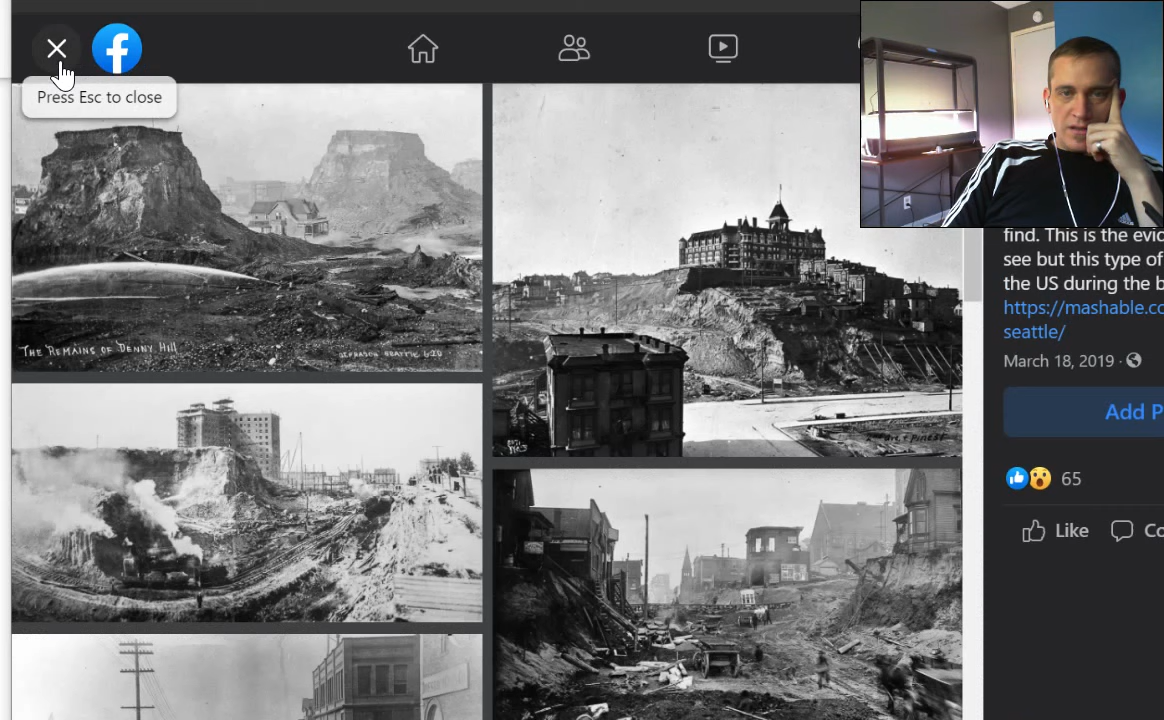 Press Esc to close
THE REMAINS OF DENNY HILL
find. This is the evic
see but this type of
the US during the b
https://mashable.co
seattle/
March 18, 2019
Add P
65
Like
Co